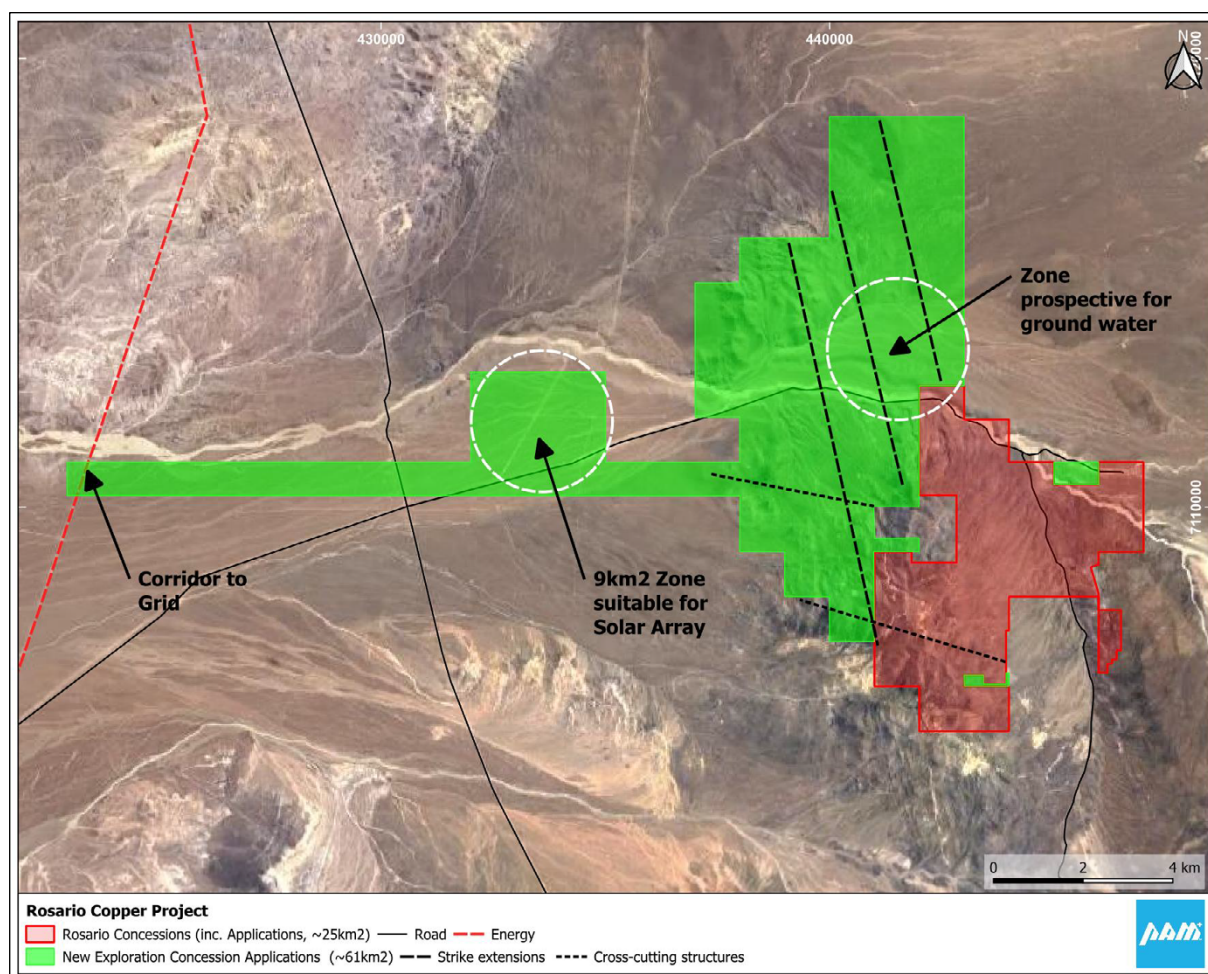 430000
440000
N
7120000
Zone
prospective for
ground water
7110000
Corridor to
Grid
9km2 Zone
suitable for
Solar Array
0 2 4 km
Rosario Copper Project
Rosario Concessions (inc. Applications, ~25km2) Road Energy
New Exploration Concession Applications (~61km2) Strike extensions Cross-cutting structures
PAM